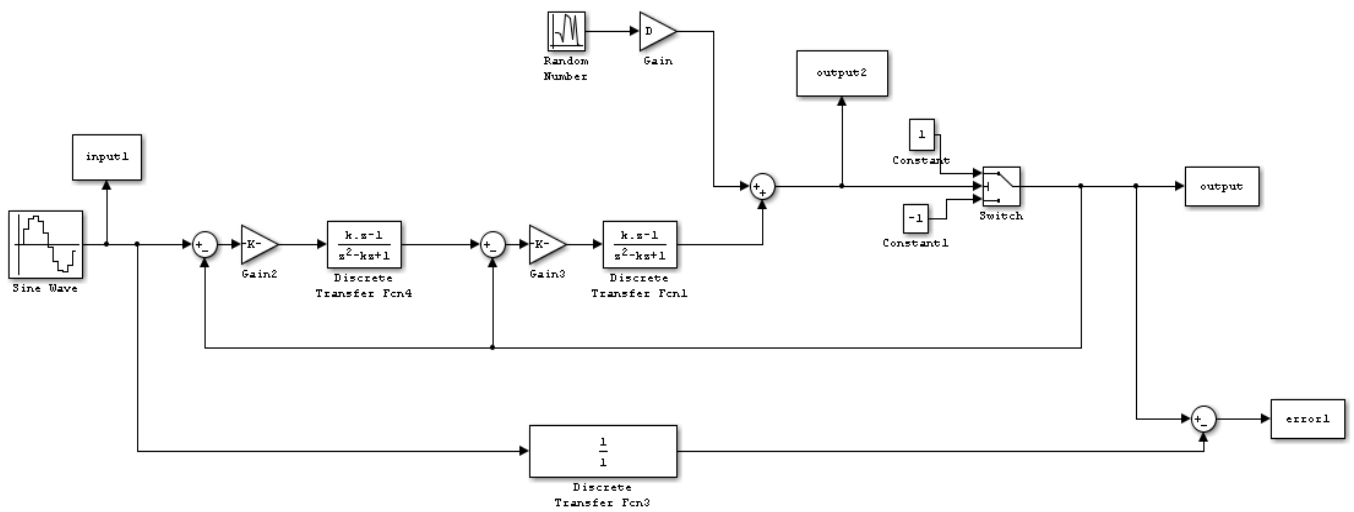 D
Random
Number
Gain
output2
1
Constant
input1
+
+
output
-1
Switch
Constant1
+
-
-K-
k.z-1
z²-kz+1
+
-
-K-
k.z-1
z²-kz+1
Sine Wave
Gain2
Discrete
Transfer Fcn4
Gain3
Discrete
Transfer Fcn1
+
-
error1
1
1
Discrete
Transfer Fcn3